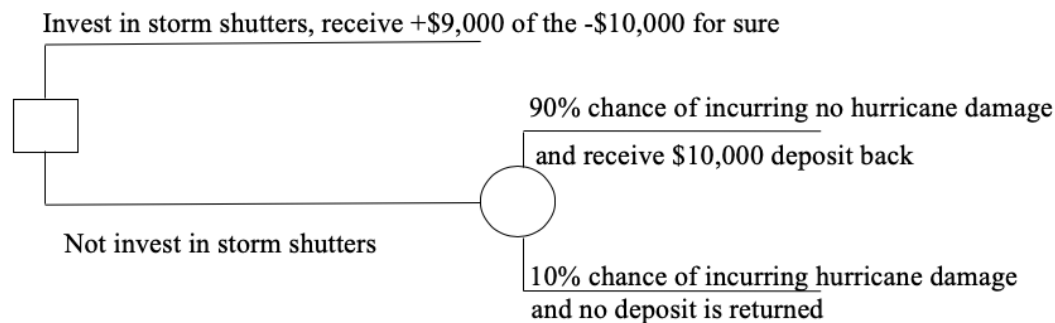 Invest in storm shutters, receive +$9,000 of the -$10,000 for sure
90% chance of incurring no hurricane damage
and receive $10,000 deposit back
Not invest in storm shutters
10% chance of incurring hurricane damage
and no deposit is returned